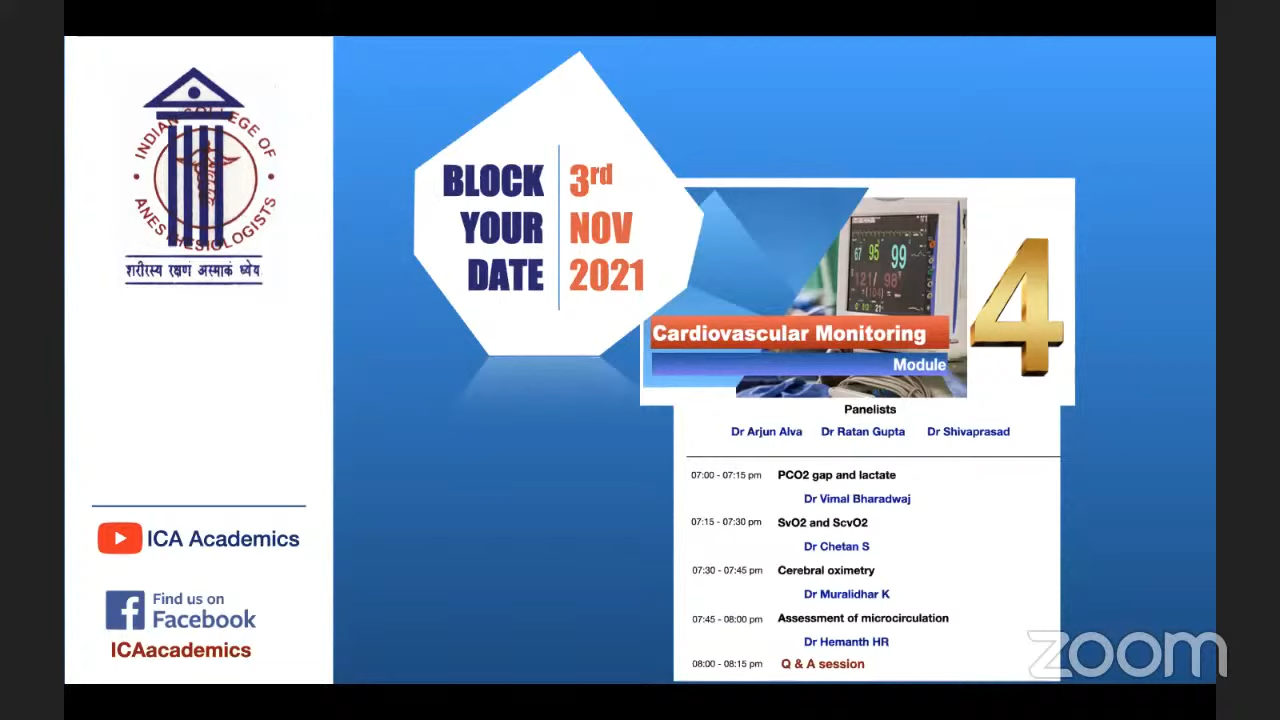 INDIAN COLLEGE OF
ANESTHESIOLOGISTS
शरीरस्य रक्षणं अस्माकं ध्येय
ICA Academics
Find us on
Facebook
ICAacademics
BLOCK
YOUR
DATE
3rd
NOV
2021
67 95 99
121/ 98
Cardiovascular Monitoring
Module
4
Panelists
Dr Arjun Alva Dr Ratan Gupta Dr Shivaprasad
07:00 - 07:15 pm PCO2 gap and lactate
Dr Vimal Bharadwaj
07:15 - 07:30 pm SvO2 and ScvO2
Dr Chetan S
07:30 - 07:45 pm Cerebral oximetry
Dr Muralidhar K
07:45 - 08:00 pm Assessment of microcirculation
Dr Hemanth HR
08:00 - 08:15 pm Q & A session
zoom